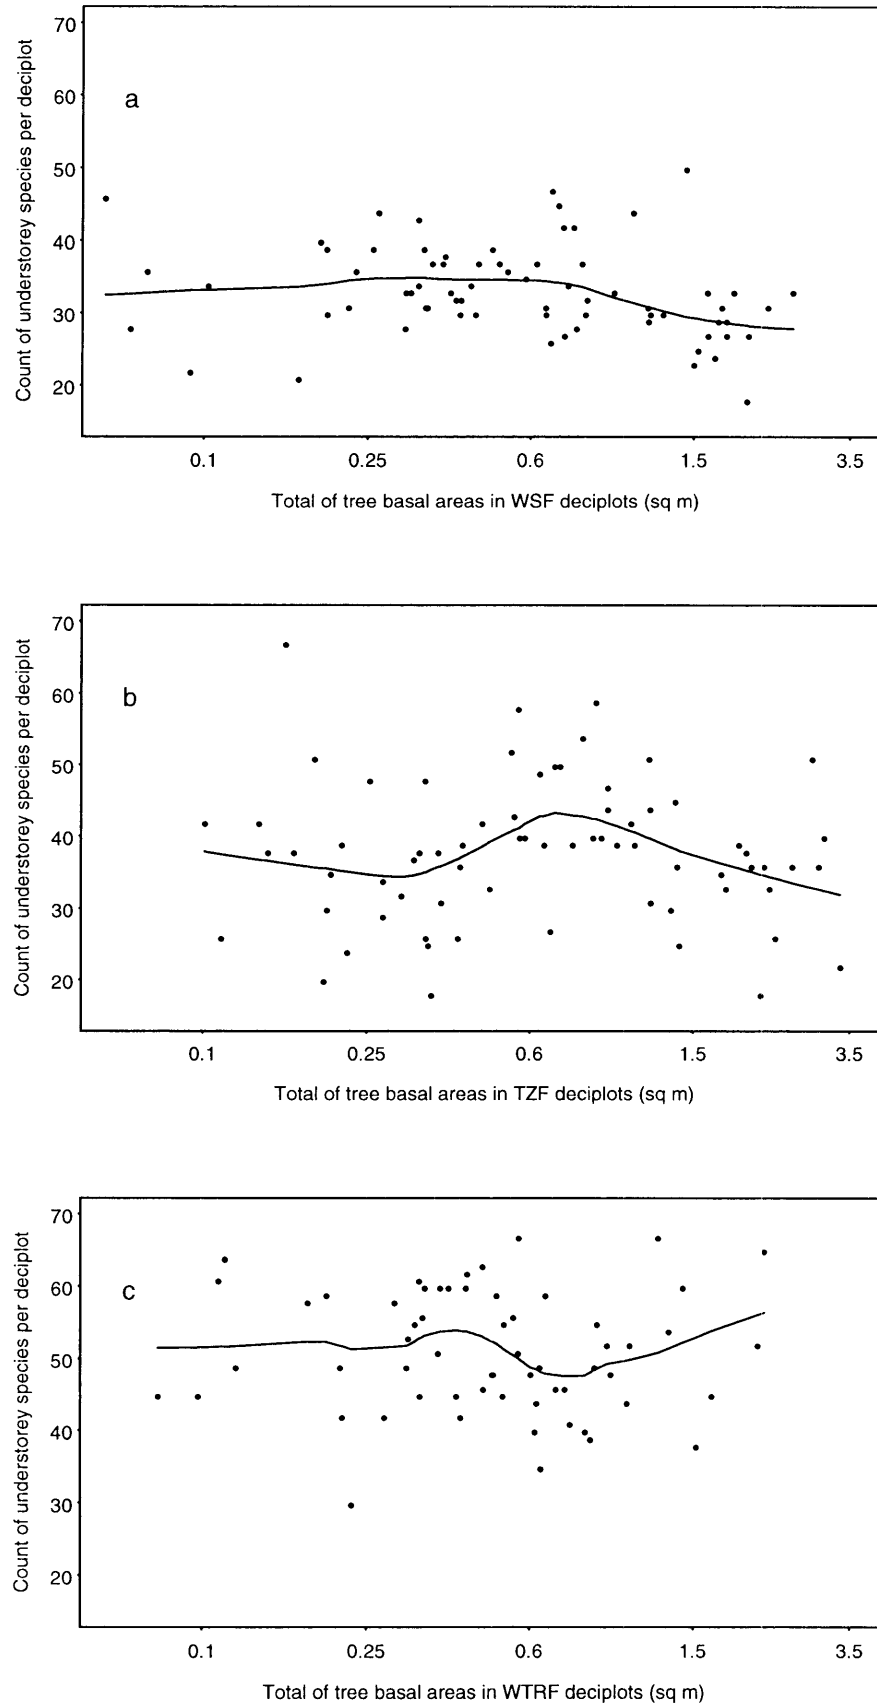 70
60
50
40
30
20
Count of understorey species per deciplot
a
0.1 0.25 0.6 1.5 3.5
Total of tree basal areas in WSF deciplots (sq m)
70
60
50
40
30
20
Count of understorey species per deciplot
b
0.1 0.25 0.6 1.5 3.5
Total of tree basal areas in TZF deciplots (sq m)
70
60
50
40
30
20
Count of understorey species per deciplot
c
0.1 0.25 0.6 1.5 3.5
Total of tree basal areas in WTRF deciplots (sq m)